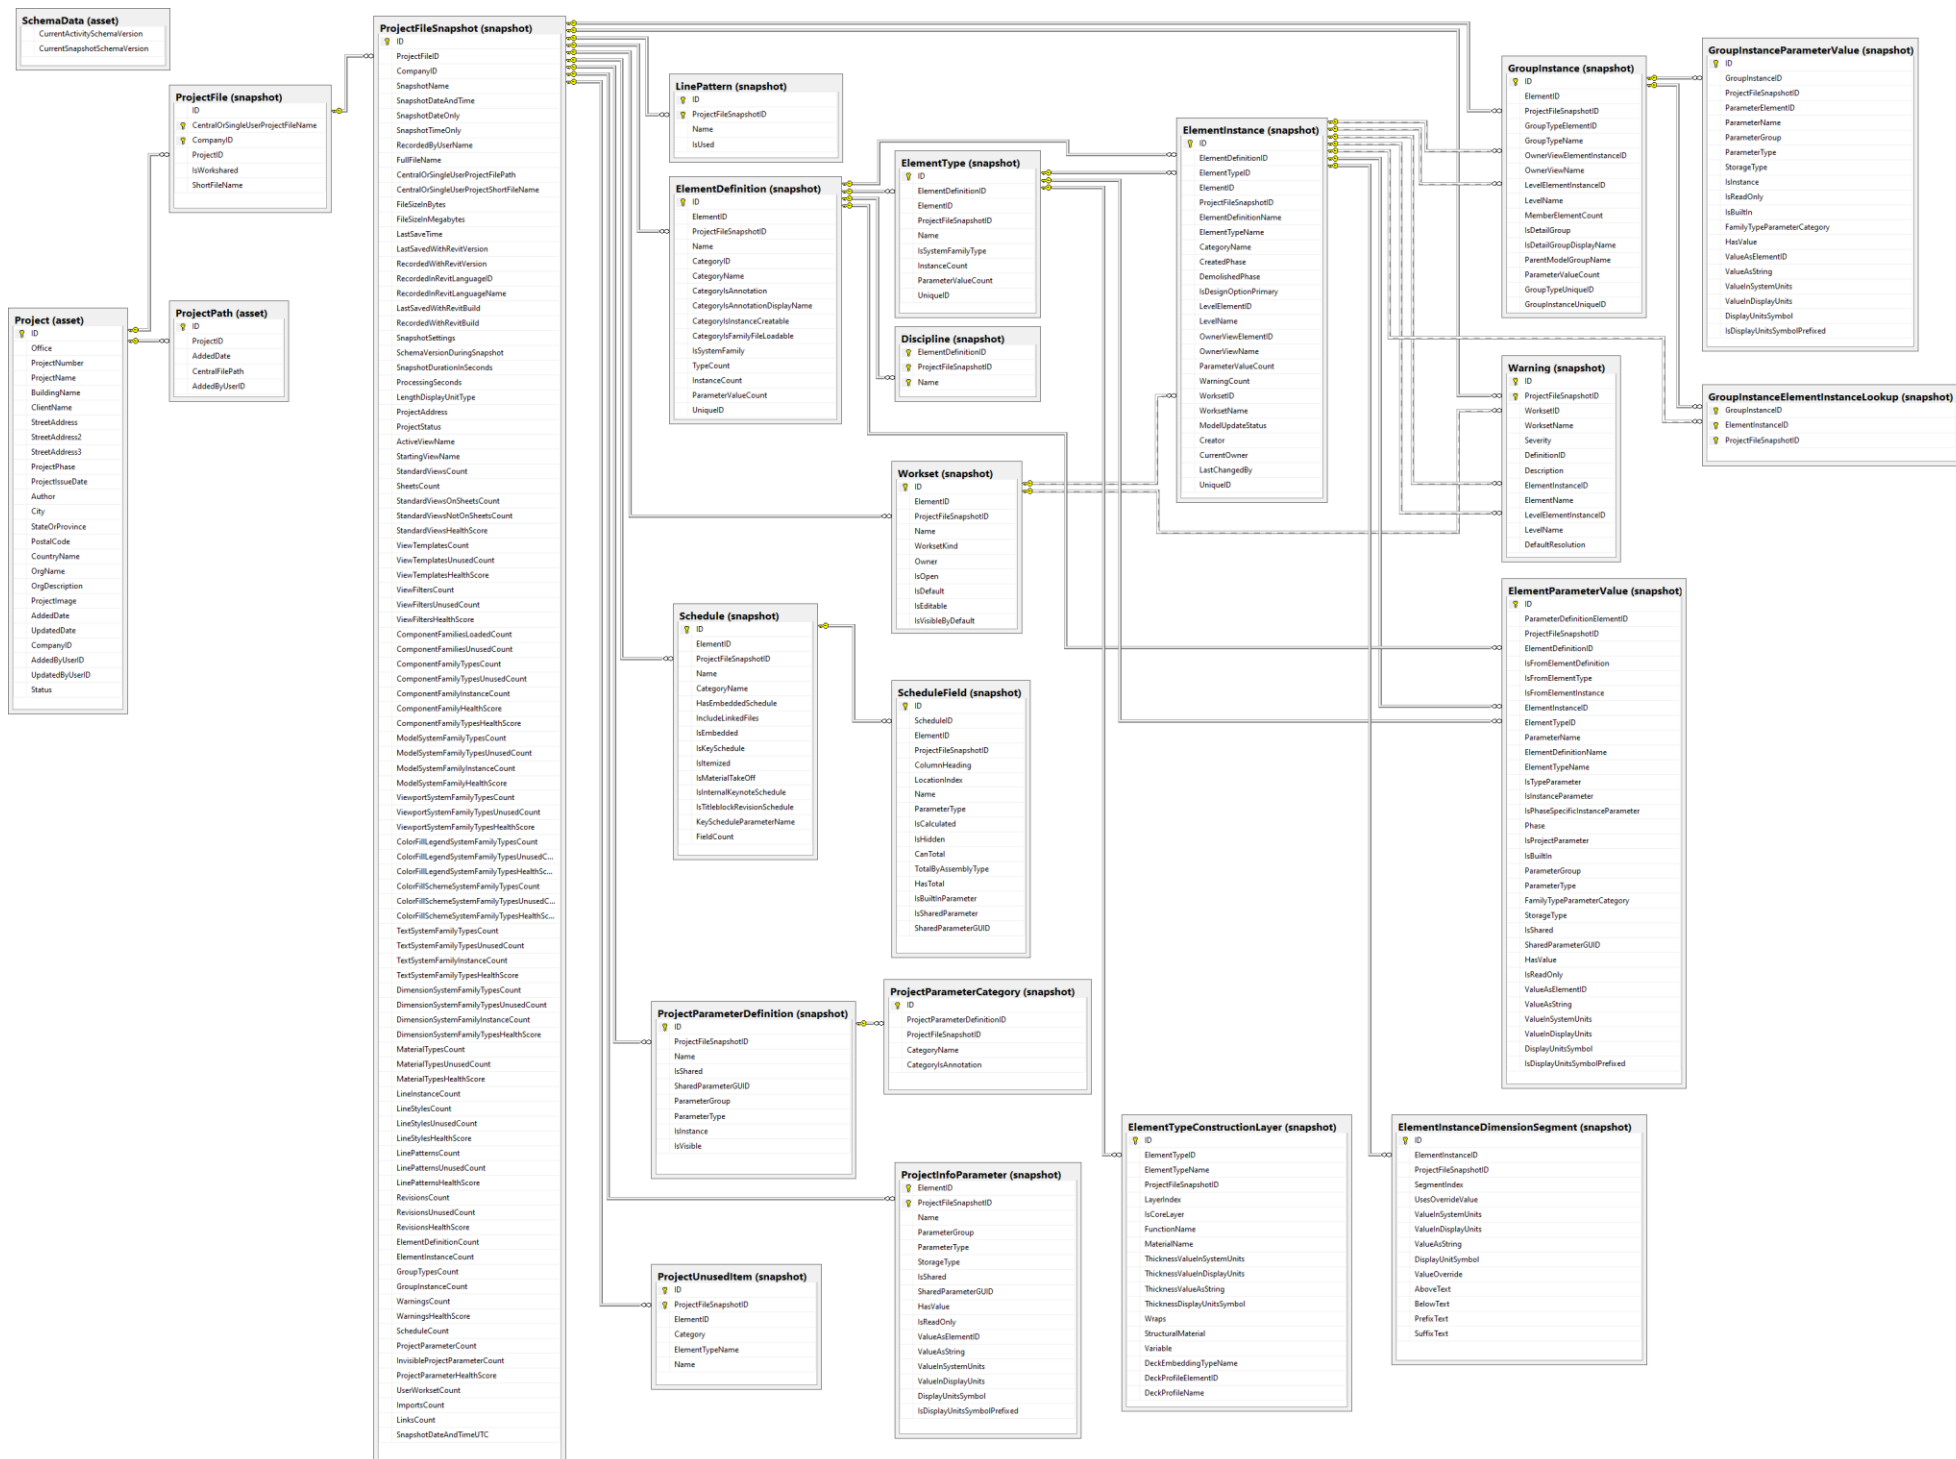 SchemaData (asset)
CurrentActivitySchemaVersion
CurrentSnapshotSchemaVersion
ProjectFile (snapshot)
ID
CentralOrSingleUserProjectFileName
CompanyID
ProjectID
IsWorkshared
ShortFileName
Project (asset)
ID
Office
ProjectNumber
ProjectName
BuildingName
ClientName
StreetAddress
StreetAddress2
StreetAddress3
ProjectPhase
ProjectIssueDate
Author
City
StateOrProvince
PostalCode
CountryName
OrgName
OrgDescription
ProjectImage
AddedDate
UpdatedDate
CompanyID
AddedByUserID
UpdatedByUserID
Status
ProjectPath (asset)
ID
ProjectID
AddedDate
CentralFilePath
AddedByUserID
ProjectFileSnapshot (snapshot)
ID
ProjectFileID
CompanyID
SnapshotName
SnapshotDateAndTime
SnapshotDateOnly
SnapshotTimeOnly
RecordedByUserName
FullFileName
CentralOrSingleUserProjectFilePath
CentralOrSingleUserProjectShortFileName
FileSizeInBytes
FileSizeInMegabytes
LastSaveTime
LastSavedWithRevitVersion
RecordedWithRevitVersion
RecordedInRevitLanguageID
RecordedInRevitLanguageName
LastSavedWithRevitBuild
RecordedWithRevitBuild
SnapshotSettings
SchemaVersionDuringSnapshot
SnapshotDurationInSeconds
ProcessingSeconds
LengthDisplayUnitType
ProjectAddress
ProjectStatus
ActiveViewName
StartingViewName
StandardViewsCount
SheetsCount
StandardViewsOnSheetsCount
StandardViewsNotOnSheetsCount
StandardViewsHealthScore
ViewTemplatesCount
ViewTemplatesUnusedCount
ViewTemplatesHealthScore
ViewFiltersCount
ViewFiltersUnusedCount
ViewFiltersHealthScore
ComponentFamiliesLoadedCount
ComponentFamiliesUnusedCount
ComponentFamilyTypesCount
ComponentFamilyTypesUnusedCount
ComponentFamilyInstanceCount
ComponentFamilyHealthScore
ComponentFamilyTypesHealthScore
ModelSystemFamilyTypesCount
ModelSystemFamilyTypesUnusedCount
ModelSystemFamilyInstanceCount
ModelSystemFamilyHealthScore
ViewportSystemFamilyTypesCount
ViewportSystemFamilyTypesUnusedCount
ViewportSystemFamilyTypesHealthScore
ColorFillLegendSystemFamilyTypesCount
ColorFillLegendSystemFamilyTypesUnusedC...
ColorFillLegendSystemFamilyTypesHealthSc...
ColorFillSchemeSystemFamilyTypesCount
ColorFillSchemeSystemFamilyTypesUnusedC...
ColorFillSchemeSystemFamilyTypesHealthSc...
TextSystemFamilyTypesCount
TextSystemFamilyTypesUnusedCount
TextSystemFamilyInstanceCount
TextSystemFamilyTypesHealthScore
DimensionSystemFamilyTypesCount
DimensionSystemFamilyTypesUnusedCount
DimensionSystemFamilyInstanceCount
DimensionSystemFamilyTypesHealthScore
MaterialTypesCount
MaterialTypesUnusedCount
MaterialTypesHealthScore
LineInstanceCount
LineStylesCount
LineStylesUnusedCount
LineStylesHealthScore
LinePatternsCount
LinePatternsUnusedCount
LinePatternsHealthScore
RevisionsCount
RevisionsUnusedCount
RevisionsHealthScore
ElementDefinitionCount
ElementInstanceCount
GroupTypesCount
GroupInstanceCount
WarningsCount
WarningsHealthScore
ScheduleCount
ProjectParameterCount
InvisibleProjectParameterCount
ProjectParameterHealthScore
UserWorksetCount
ImportsCount
LinksCount
SnapshotDateAndTimeUTC
LinePattern (snapshot)
ID
ProjectFileSnapshotID
Name
IsUsed
ElementDefinition (snapshot)
ID
ElementID
ProjectFileSnapshotID
Name
CategoryID
CategoryName
CategoryIsAnnotation
CategoryIsAnnotationDisplayName
CategoryIsInstanceCreatable
CategoryIsFamilyFileLoadable
IsSystemFamily
TypeCount
InstanceCount
ParameterValueCount
UniqueID
Schedule (snapshot)
ID
ElementID
ProjectFileSnapshotID
Name
CategoryName
HasEmbeddedSchedule
IncludeLinkedFiles
IsEmbedded
IsKeySchedule
IsItemized
IsMaterialTakeOff
IsInternalKeynoteSchedule
IsTitleblockRevisionSchedule
KeyScheduleParameterName
FieldCount
ProjectParameterDefinition (snapshot)
ID
ProjectFileSnapshotID
Name
IsShared
SharedParameterGUID
ParameterGroup
ParameterType
IsInstance
IsVisible
ProjectUnusedItem (snapshot)
ID
ProjectFileSnapshotID
ElementID
Category
ElementTypeName
Name
ElementType (snapshot)
ID
ElementDefinitionID
ElementID
ProjectFileSnapshotID
Name
IsSystemFamilyType
InstanceCount
ParameterValueCount
UniqueID
Discipline (snapshot)
ElementDefinitionID
ProjectFileSnapshotID
Name
Workset (snapshot)
ID
ElementID
ProjectFileSnapshotID
Name
WorksetKind
Owner
IsOpen
IsDefault
IsEditable
IsVisibleByDefault
ScheduleField (snapshot)
ID
ScheduleID
ElementID
ProjectFileSnapshotID
ColumnHeading
LocationIndex
Name
ParameterType
IsCalculated
IsHidden
CanTotal
TotalByAssemblyType
HasTotal
IsBuiltInParameter
IsSharedParameter
SharedParameterGUID
ProjectParameterCategory (snapshot)
ID
ProjectParameterDefinitionID
ProjectFileSnapshotID
CategoryName
CategoryIsAnnotation
ProjectInfoParameter (snapshot)
ElementID
ProjectFileSnapshotID
Name
ParameterGroup
ParameterType
StorageType
IsShared
SharedParameterGUID
HasValue
IsReadOnly
ValueAsElementID
ValueAsString
ValueInSystemUnits
ValueInDisplayUnits
DisplayUnitsSymbol
IsDisplayUnitsSymbolPrefixed
ElementInstance (snapshot)
ID
ElementDefinitionID
ElementTypeID
ElementID
ProjectFileSnapshotID
ElementDefinitionName
ElementTypeName
CategoryName
CreatedPhase
DemolishedPhase
IsDesignOptionPrimary
LevelElementID
LevelName
OwnerViewElementID
OwnerViewName
ParameterValueCount
WarningCount
WorksetID
WorksetName
ModelUpdateStatus
Creator
CurrentOwner
LastChangedBy
UniqueID
ElementTypeConstructionLayer (snapshot)
ID
ElementTypeID
ElementTypeName
ProjectFileSnapshotID
LayerIndex
IsCoreLayer
FunctionName
MaterialName
ThicknessValueInSystemUnits
ThicknessValueInDisplayUnits
ThicknessValueAsString
ThicknessDisplayUnitsSymbol
Wraps
StructuralMaterial
Variable
DeckEmbeddingTypeName
DeckProfileElementID
DeckProfileName
GroupInstance (snapshot)
ID
ElementID
ProjectFileSnapshotID
GroupTypeElementID
GroupTypeName
OwnerViewElementInstanceID
OwnerViewName
LevelElementInstanceID
LevelName
MemberElementCount
IsDetailGroup
IsDetailGroupDisplayName
ParentModelGroupName
ParameterValueCount
GroupTypeUniqueID
GroupInstanceUniqueID
Warning (snapshot)
ID
ProjectFileSnapshotID
WorksetID
WorksetName
Severity
DefinitionID
Description
ElementInstanceID
ElementName
LevelElementInstanceID
LevelName
DefaultResolution
ElementParameterValue (snapshot)
ID
ParameterDefinitionElementID
ProjectFileSnapshotID
ElementDefinitionID
IsFromElementDefinition
IsFromElementType
IsFromElementInstance
ElementInstanceID
ElementTypeID
ParameterName
ElementDefinitionName
ElementTypeName
IsTypeParameter
IsInstanceParameter
IsPhaseSpecificInstanceParameter
Phase
IsProjectParameter
IsBuiltIn
ParameterGroup
ParameterType
FamilyTypeParameterCategory
StorageType
IsShared
SharedParameterGUID
HasValue
IsReadOnly
ValueAsElementID
ValueAsString
ValueInSystemUnits
ValueInDisplayUnits
DisplayUnitsSymbol
IsDisplayUnitsSymbolPrefixed
ElementInstanceDimensionSegment (snapshot)
ID
ElementInstanceID
ProjectFileSnapshotID
SegmentIndex
UsesOverrideValue
ValueInSystemUnits
ValueInDisplayUnits
ValueAsString
DisplayUnitSymbol
ValueOverride
AboveText
BelowText
PrefixText
SuffixText
GroupInstanceParameterValue (snapshot)
ID
GroupInstanceID
ProjectFileSnapshotID
ParameterElementID
ParameterName
ParameterGroup
ParameterType
StorageType
IsInstance
IsReadOnly
IsBuiltIn
FamilyTypeParameterCategory
HasValue
ValueAsElementID
ValueAsString
ValueInSystemUnits
ValueInDisplayUnits
DisplayUnitsSymbol
IsDisplayUnitsSymbolPrefixed
GroupInstanceElementInstanceLookup (snapshot)
GroupInstanceID
ElementInstanceID
ProjectFileSnapshotID